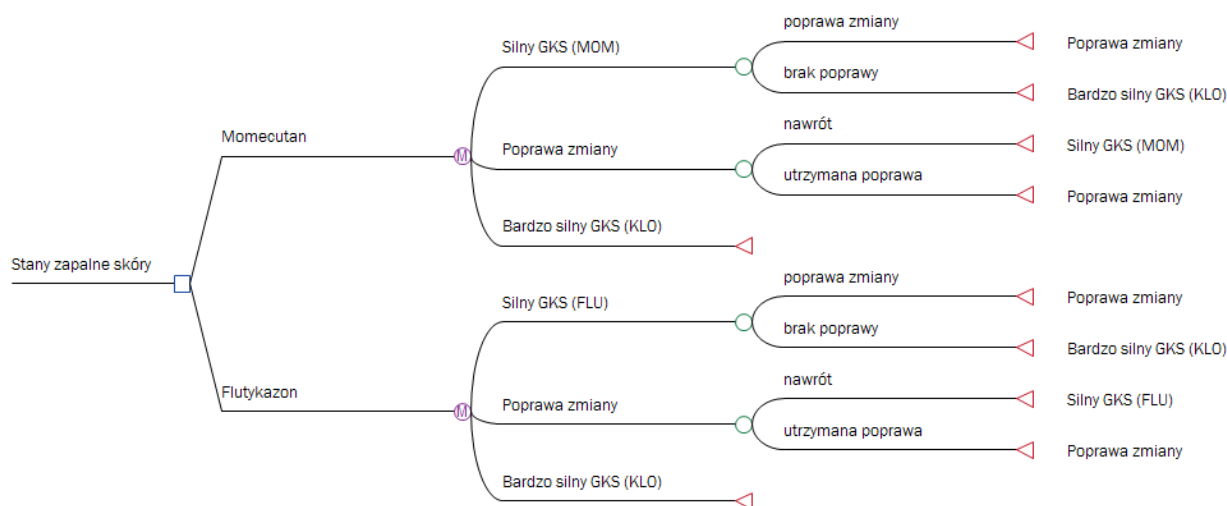 poprawa zmiany
Poprawa zmiany
Silny GKS (MOM)
brak poprawy
Bardzo silny GKS (KLO)
nawrót
Silny GKS (MOM)
Momecutan
M
Poprawa zmiany
utrzymana poprawa
Poprawa zmiany
Bardzo silny GKS (KLO)
Stany zapalne skóry
poprawa zmiany
Poprawa zmiany
Silny GKS (FLU)
brak poprawy
Bardzo silny GKS (KLO)
nawrót
Silny GKS (FLU)
Flutykazon
M
Poprawa zmiany
utrzymana poprawa
Poprawa zmiany
Bardzo silny GKS (KLO)